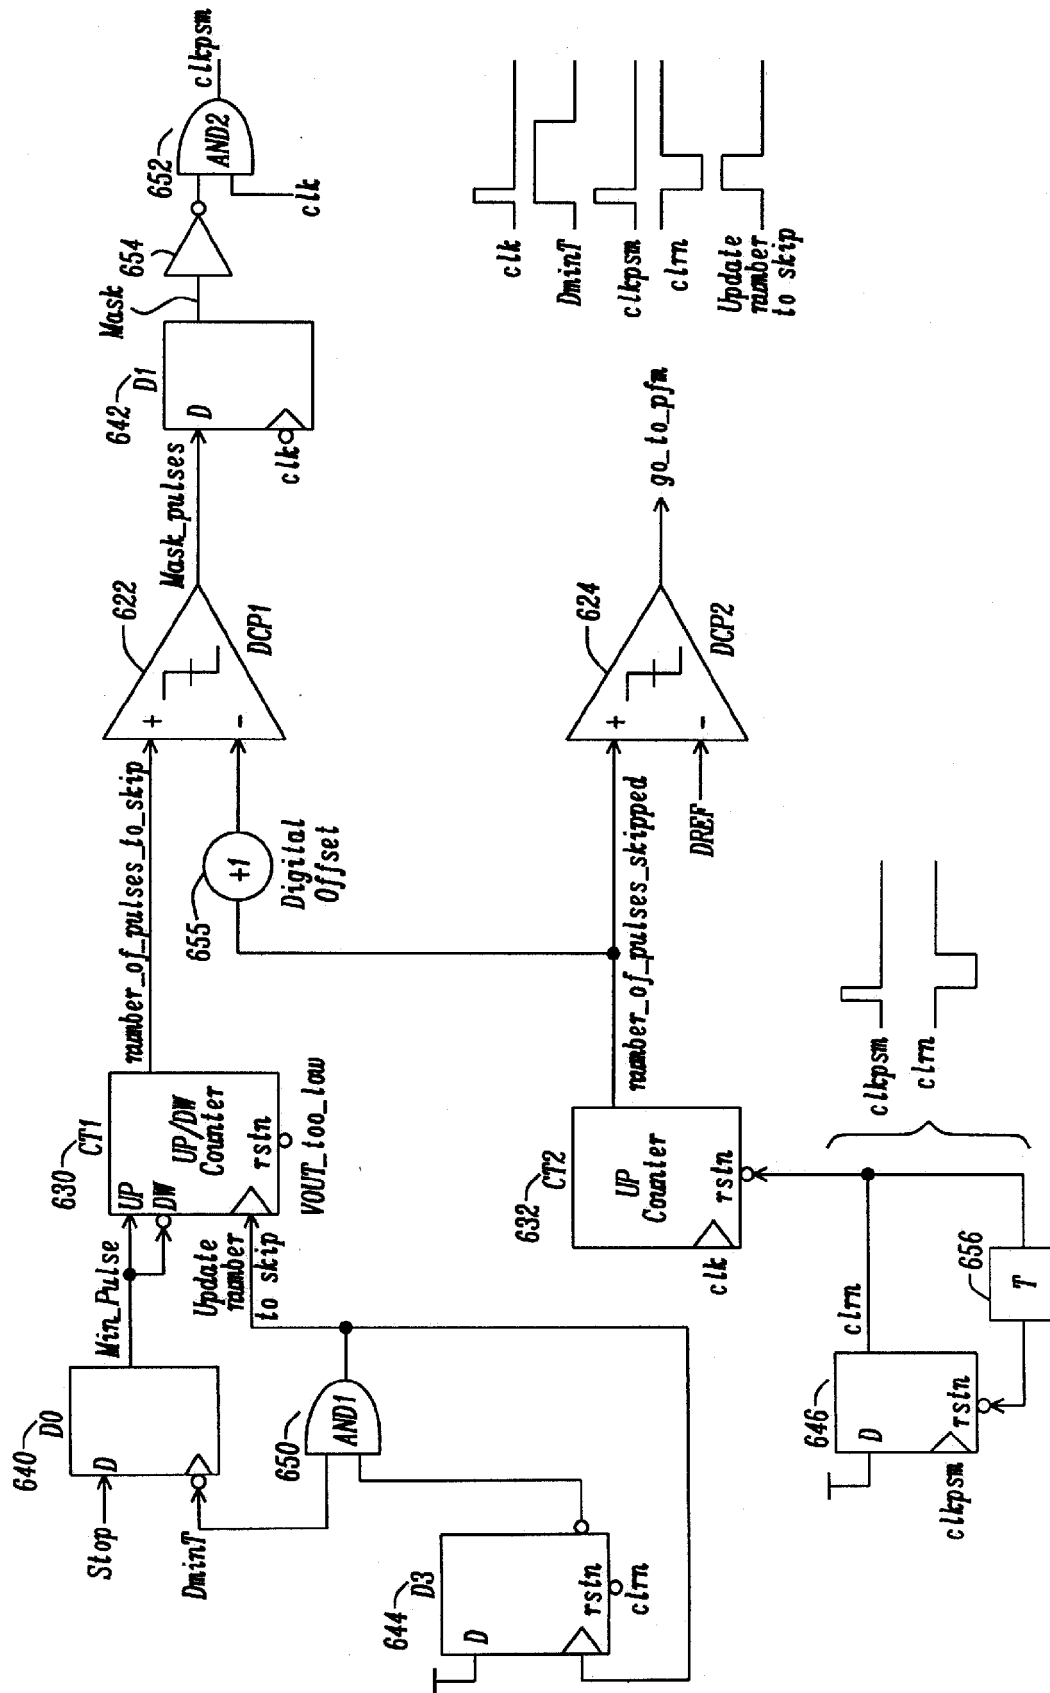 Stop
640
D0
D
DminT
Min_Pulse
630
CT1
UP
DW
UP/DW
Counter
rstn
VOUT_too_low
Update
number
to skip
650
AND1
644
D3
D
rstn
clrn
number_of_pulses_to_skip
655
+1
Digital
Offset
622
+
-
DCP1
Mask_pulses
642
D1
D
clk
Mask
654
652
AND2
clk
clkpsm
632
CT2
UP
Counter
rstn
clk
number_of_pulses_skipped
DREF
624
+
-
DCP2
go_to_pfm
646
D
rstn
clkpsm
clrn
656
T
clkpsm
clrn
clk
DminT
clkpsm
clrn
Update
number
to skip